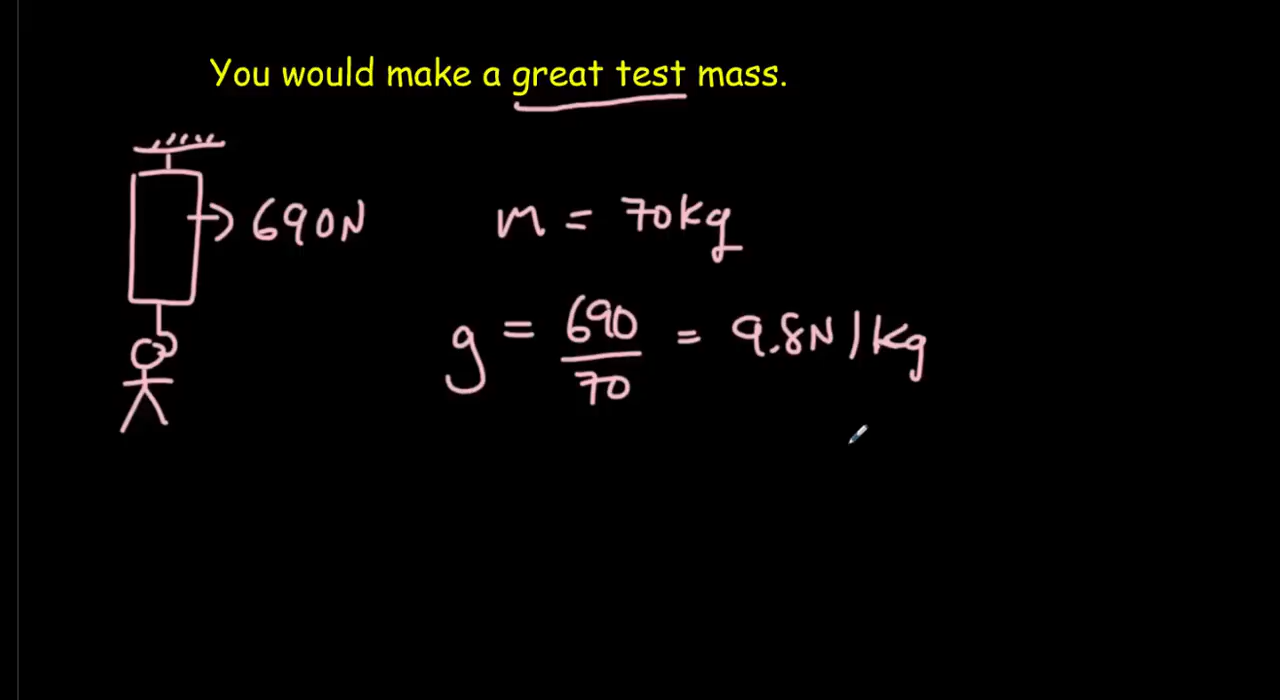 You would make a great test mass.
690N
m = 70kg
g = 690/70 = 9.8N/kg